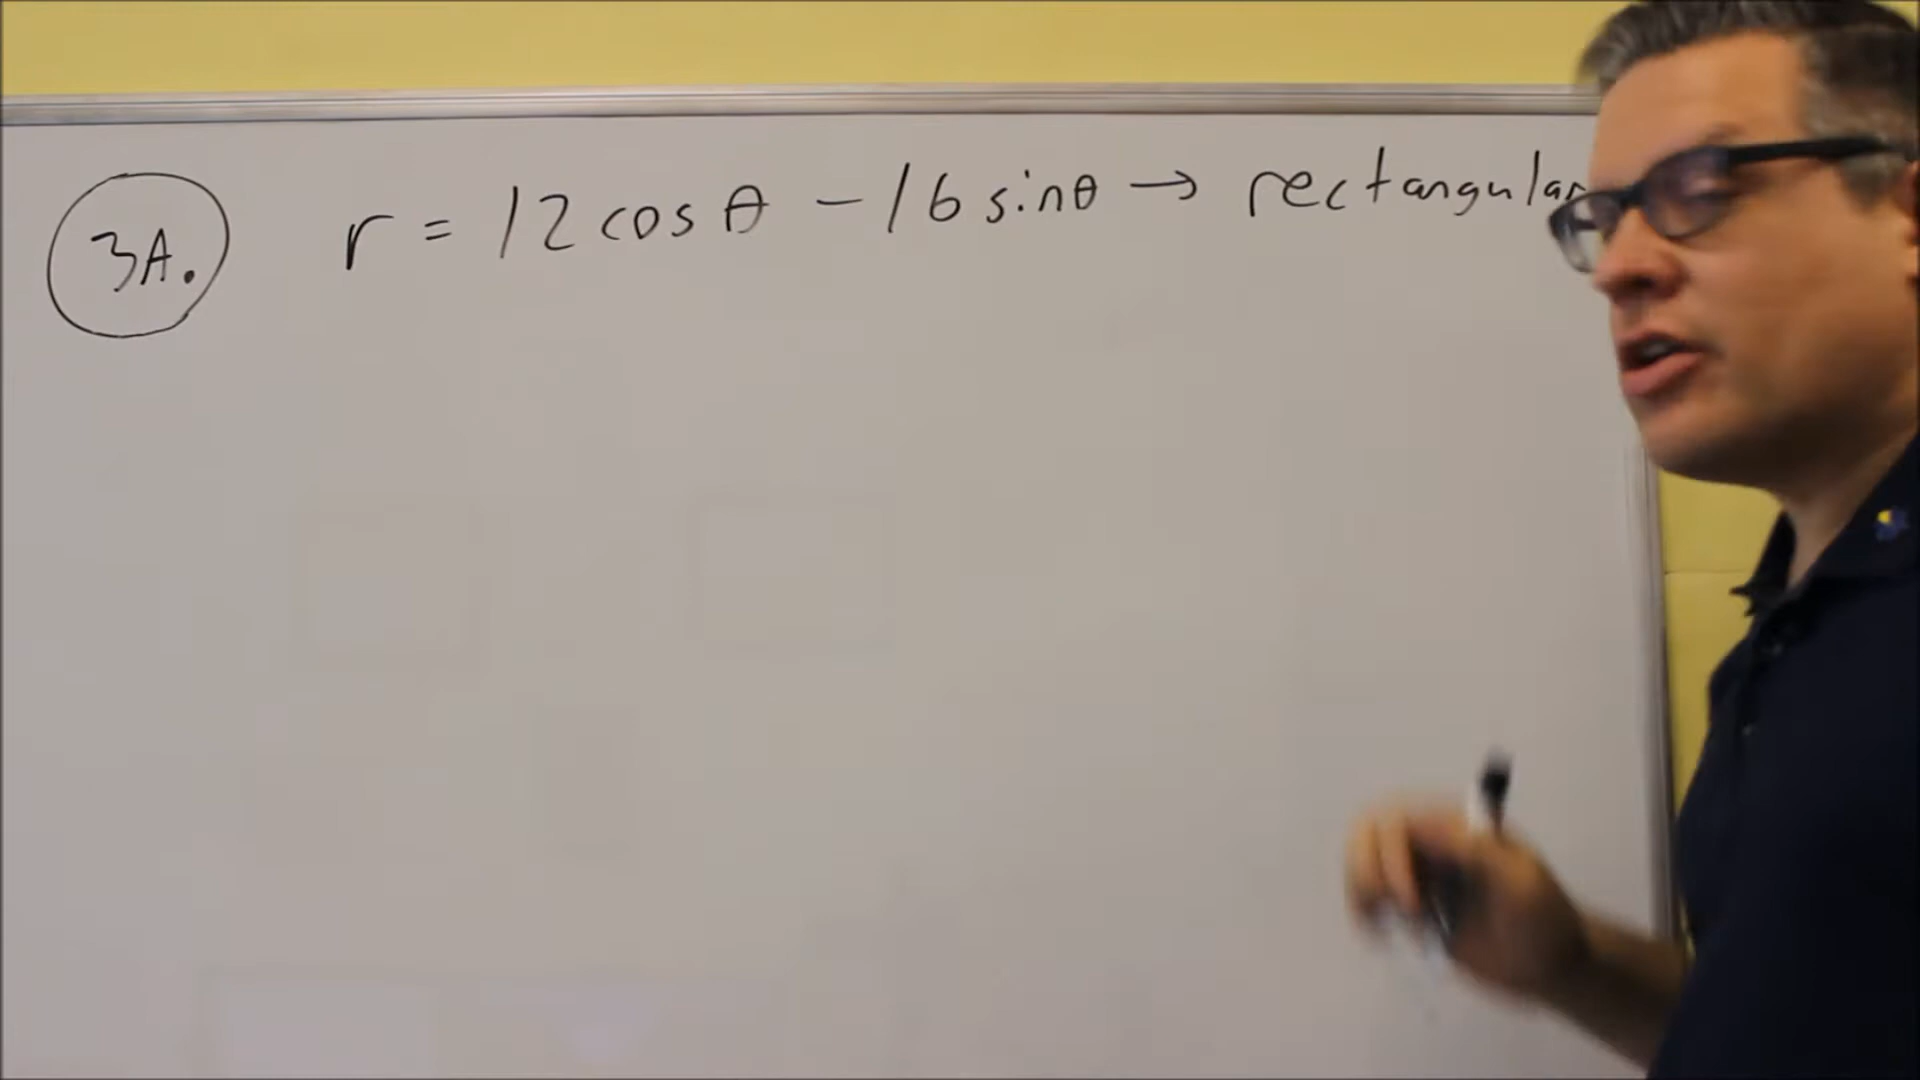 3A. r = 12 cos θ - 16 sinθ → rectangular